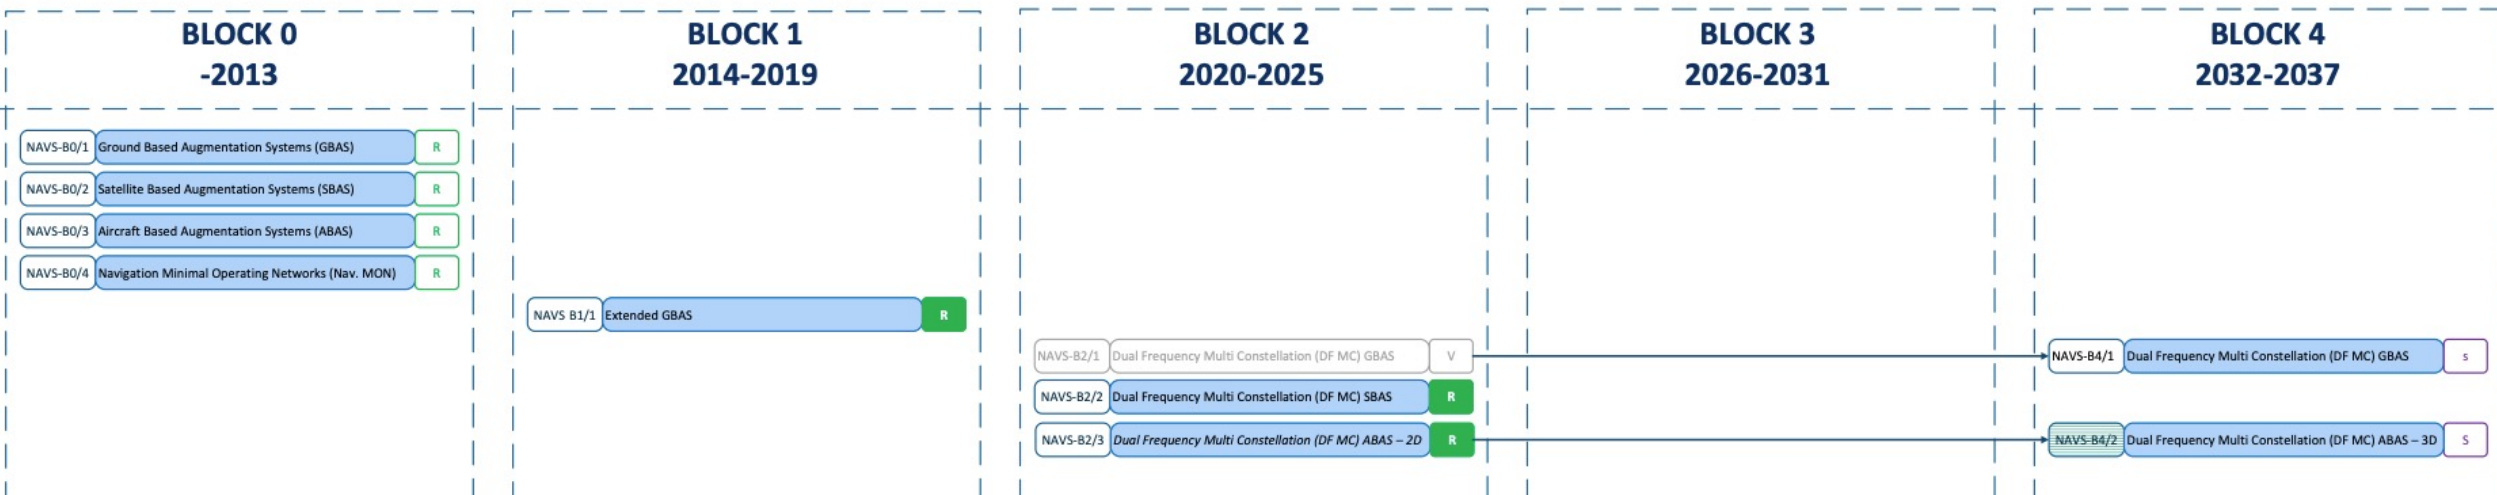 BLOCK 0
-2013
BLOCK 1
2014-2019
BLOCK 2
2020-2025
BLOCK 3
2026-2031
BLOCK 4
2032-2037
NAVS-B0/1 Ground Based Augmentation Systems (GBAS) R
NAVS-B0/2 Satellite Based Augmentation Systems (SBAS) R
NAVS-B0/3 Aircraft Based Augmentation Systems (ABAS) R
NAVS-B0/4 Navigation Minimal Operating Networks (Nav. MON) R
NAVS B1/1 Extended GBAS R
NAVS-B2/1 Dual Frequency Multi Constellation (DF MC) GBAS V
NAVS-B4/1 Dual Frequency Multi Constellation (DF MC) GBAS s
NAVS-B2/2 Dual Frequency Multi Constellation (DF MC) SBAS R
NAVS-B2/3 Dual Frequency Multi Constellation (DF MC) ABAS – 2D R
NAVS-B4/2 Dual Frequency Multi Constellation (DF MC) ABAS – 3D S